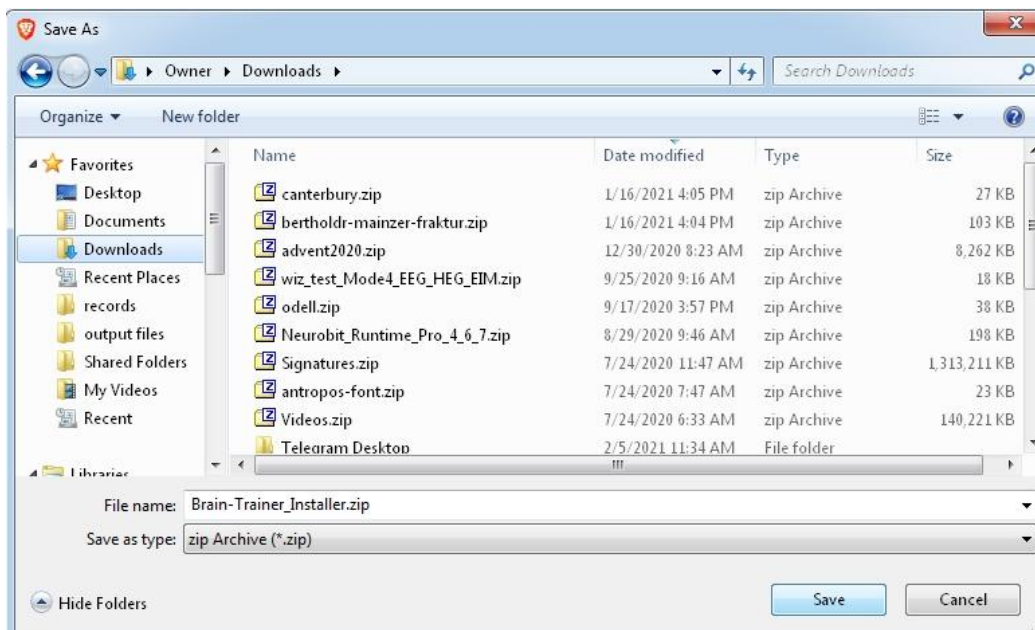 Save As
Owner Downloads Search Downloads
Organize New folder
Name Date modified Type Size
Favorites
Desktop
Documents
Downloads
Recent Places
records
output files
Shared Folders
My Videos
Recent
Libraries
canterbury.zip 1/16/2021 4:05 PM zip Archive 27 KB
bertholdr-mainzer-fraktur.zip 1/16/2021 4:04 PM zip Archive 103 KB
advent2020.zip 12/30/2020 8:23 AM zip Archive 8,262 KB
wiz_test_Mode4_EEG_HEG_EIM.zip 9/25/2020 9:16 AM zip Archive 18 KB
odell.zip 9/17/2020 3:57 PM zip Archive 38 KB
Neurobit_Runtime_Pro_4_6_7.zip 8/29/2020 9:46 AM zip Archive 198 KB
Signatures.zip 7/24/2020 11:47 AM zip Archive 1,313,211 KB
antropos-font.zip 7/24/2020 7:47 AM zip Archive 23 KB
Videos.zip 7/24/2020 6:33 AM zip Archive 140,221 KB
Telegram Desktop 2/5/2021 11:34 AM File folder
File name: Brain-Trainer_Installer.zip
Save as type: zip Archive (*.zip)
Hide Folders Save Cancel